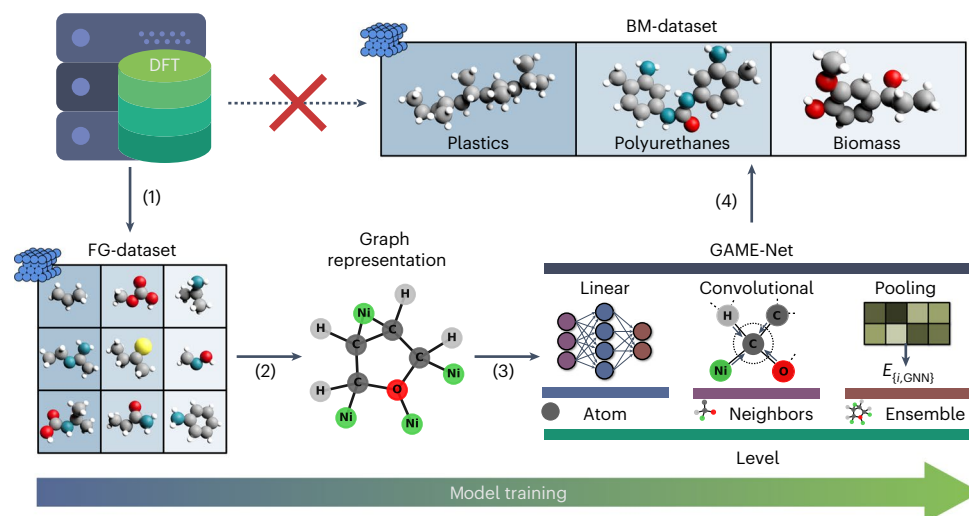 DFT
BM-dataset
Plastics
Polyurethanes
Biomass
(1)
(4)
FG-dataset
Graph
representation
GAME-Net
Linear
Convolutional
Pooling
H
H
H
H
Ni
C
C
C
C
O
Ni
Ni
Ni
(2)
(3)
H
C
C
Ni
O
E{i,GNN}
Atom
Neighbors
Ensemble
Level
Model training